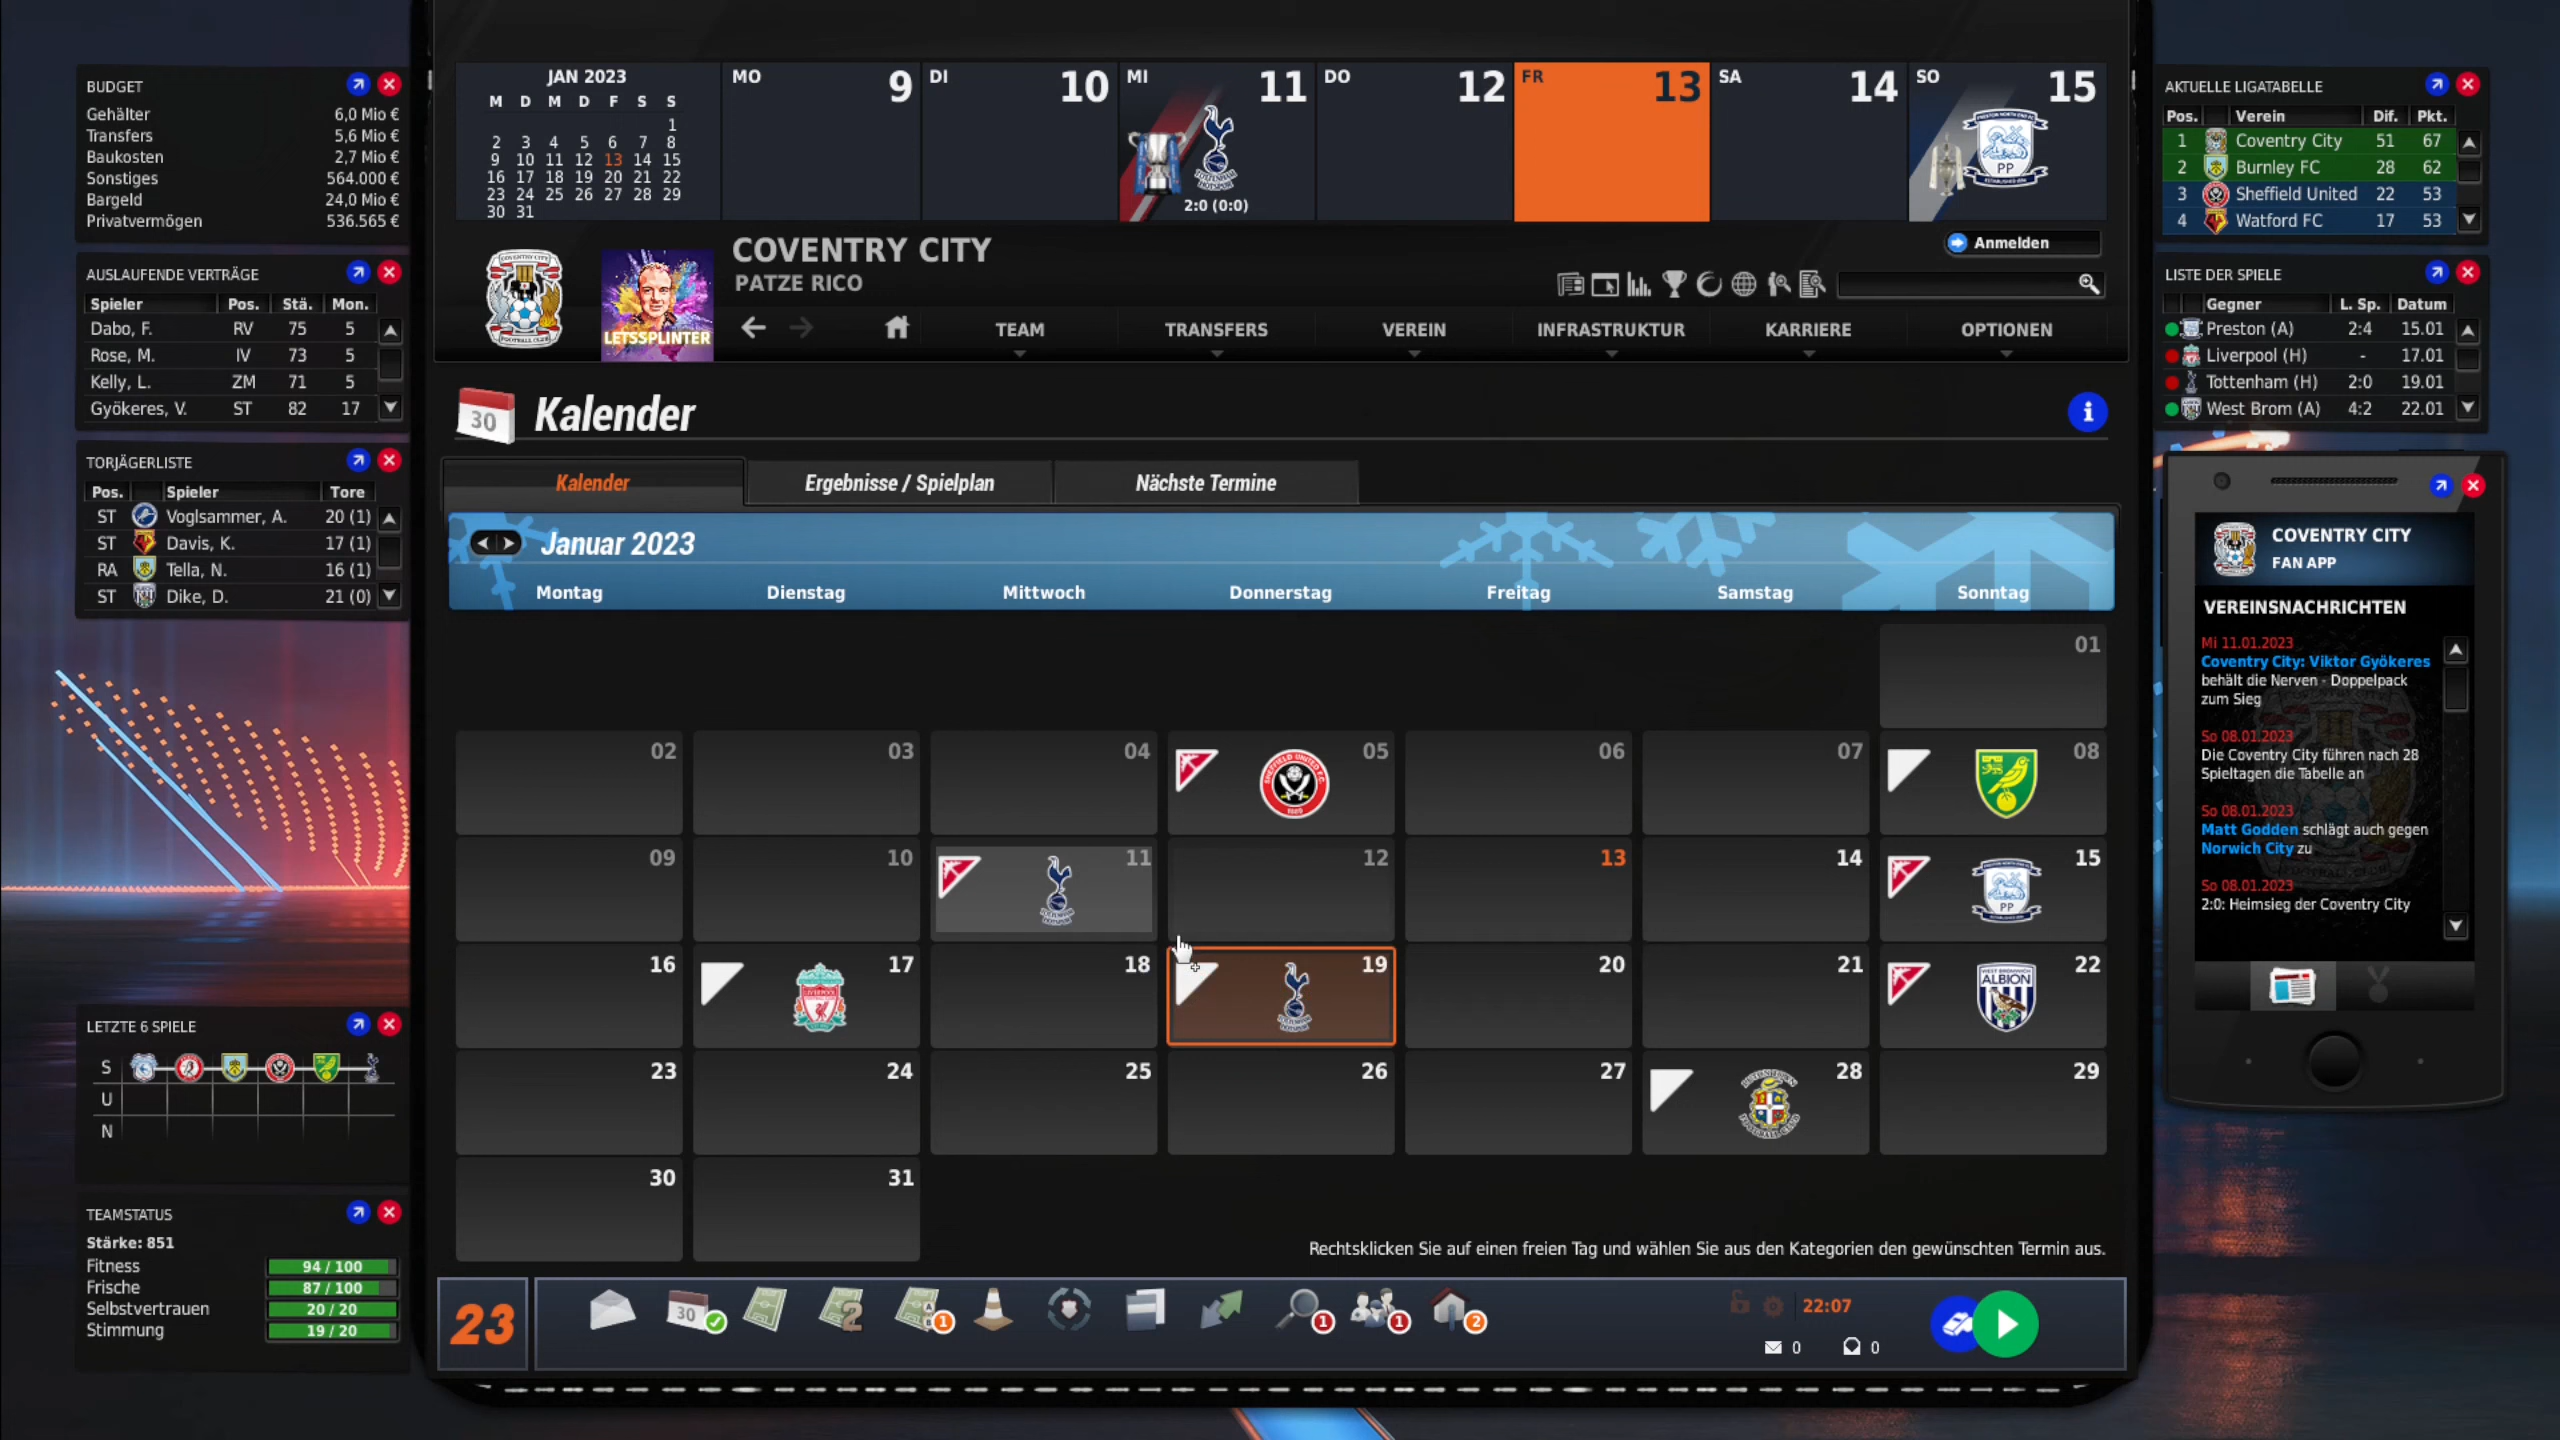 BUDGET
Gehälter 6,0 Mio €
Transfers 5,6 Mio €
Baukosten 2,7 Mio €
Sonstiges 564.000 €
Bargeld 24,0 Mio €
Privatvermögen 536.565 €
AUSLAUFENDE VERTRÄGE
Spieler Pos. Stä. Mon.
Dabo, F. RV 75 5
Rose, M. IV 73 5
Kelly, L. ZM 71 5
Gyökeres, V. ST 82 17
TORJÄGERLISTE
Pos. Spieler Tore
ST Voglsammer, A. 20 (1)
ST Davis, K. 17 (1)
RA Tella, N. 16 (1)
ST Dike, D. 21 (0)
LETZTE 6 SPIELE
S
U
N
TEAMSTATUS
Stärke: 851
Fitness 94 / 100
Frische 87 / 100
Selbstvertrauen 20 / 20
Stimmung 19 / 20
JAN 2023
M D M D F S S
1
2 3 4 5 6 7 8
9 10 11 12 13 14 15
16 17 18 19 20 21 22
23 24 25 26 27 28 29
30 31
MO 9 DI 10 MI 11 DO 12 FR 13 SA 14 SO 15
2:0 (0:0)
COVENTRY CITY
PATZE RICO
LETSSPLINTER
Anmelden
TEAM TRANSFERS VEREIN INFRASTRUKTUR KARRIERE OPTIONEN
30 Kalender
Kalender Ergebnisse / Spielplan Nächste Termine
Januar 2023
Montag Dienstag Mittwoch Donnerstag Freitag Samstag Sonntag
01
02 03 04 05 06 07 08
09 10 11 12 13 14 15
16 17 18 19 20 21 22
23 24 25 26 27 28 29
30 31
Rechtsklicken Sie auf einen freien Tag und wählen Sie aus den Kategorien den gewünschten Termin aus.
23 30 2 1 1 1 2 22:07
0 0
AKTUELLE LIGATABELLE
Pos. Verein Dif. Pkt.
1 Coventry City 51 67
2 Burnley FC 28 62
3 Sheffield United 22 53
4 Watford FC 17 53
LISTE DER SPIELE
Gegner L. Sp. Datum
Preston (A) 2:4 15.01
Liverpool (H) - 17.01
Tottenham (H) 2:0 19.01
West Brom (A) 4:2 22.01
COVENTRY CITY
FAN APP
VEREINSNACHRICHTEN
Mi 11.01.2023
Coventry City: Viktor Gyökeres
behält die Nerven - Doppelpack
zum Sieg
So 08.01.2023
Die Coventry City führen nach 28
Spieltagen die Tabelle an
So 08.01.2023
Matt Godden schlägt auch gegen
Norwich City zu
So 08.01.2023
2:0: Heimsieg der Coventry City